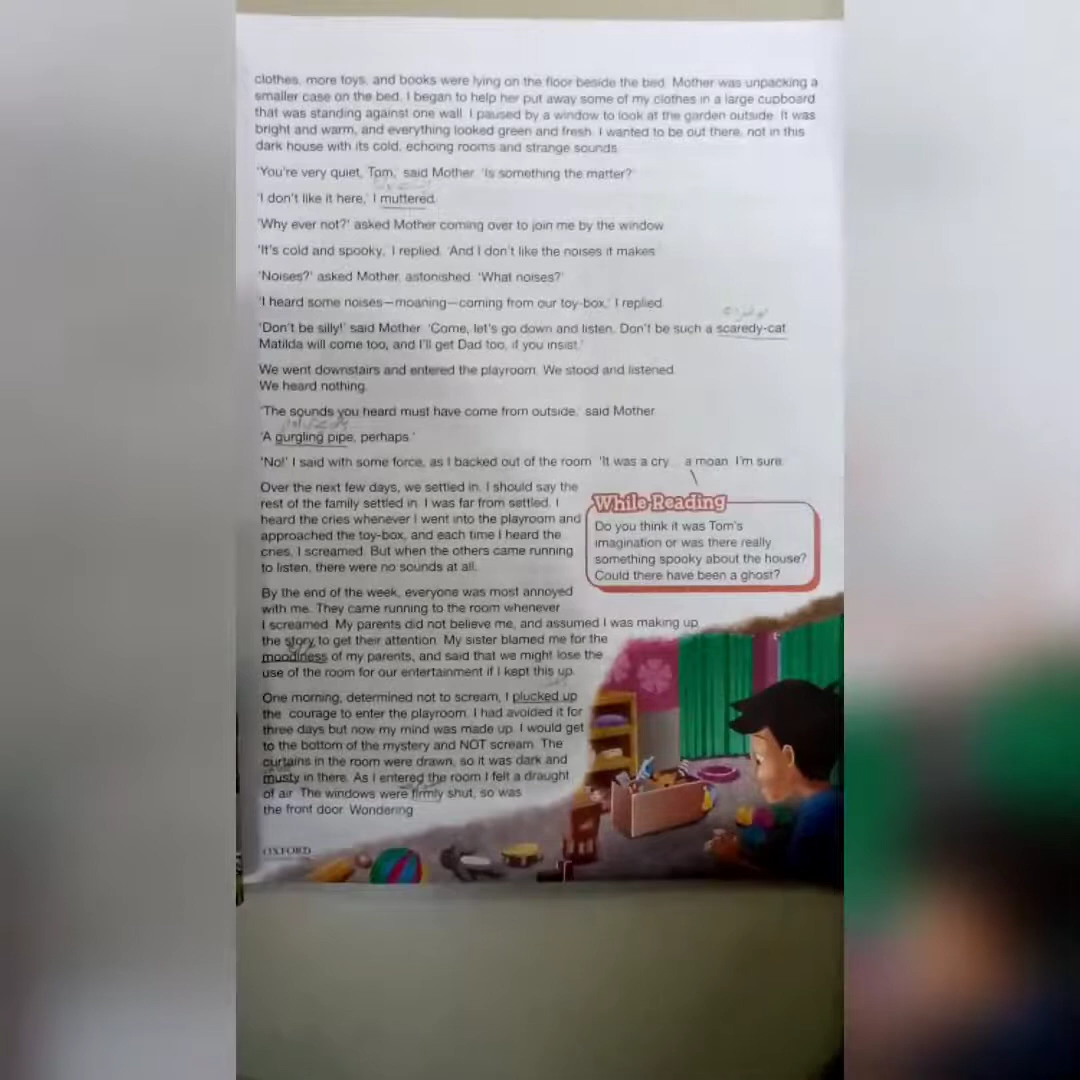 clothes, more toys, and books were lying on the floor beside the bed. Mother was unpacking a
smaller case on the bed. I began to help her put away some of my clothes in a large cupboard
that was standing against one wall. I paused by a window to look at the garden outside. It was
bright and warm, and everything looked green and fresh. I wanted to be out there, not in this
dark house with its cold, echoing rooms and strange sounds.
'You're very quiet, Tom,' said Mother. 'Is something the matter?'
'I don't like it here,' I muttered.
'Why ever not?' asked Mother coming over to join me by the window.
'It's cold and spooky,' I replied. 'And I don't like the noises it makes.'
'Noises?' asked Mother, astonished. 'What noises?'
'I heard some noises—moaning—coming from our toy-box,' I replied.
'Don't be silly!' said Mother. 'Come, let's go down and listen. Don't be such a scaredy-cat.
Matilda will come too, and I'll get Dad too, if you insist.'
We went downstairs and entered the playroom. We stood and listened.
We heard nothing.
'The sounds you heard must have come from outside,' said Mother.
'A gurgling pipe, perhaps.'
'No!' I said with some force, as I backed out of the room. 'It was a cry... a moan. I'm sure.
Over the next few days, we settled in. I should say the
rest of the family settled in. I was far from settled. I
heard the cries whenever I went into the playroom and
approached the toy-box, and each time I heard the
cries, I screamed. But when the others came running
to listen, there were no sounds at all.
While Reading
Do you think it was Tom's
imagination or was there really
something spooky about the house?
Could there have been a ghost?
By the end of the week, everyone was most annoyed
with me. They came running to the room whenever
I screamed. My parents did not believe me, and assumed I was making up
the story to get their attention. My sister blamed me for the
moodiness of my parents, and said that we might lose the
use of the room for our entertainment if I kept this up.
One morning, determined not to scream, I plucked up
the courage to enter the playroom. I had avoided it for
three days but now my mind was made up. I would get
to the bottom of the mystery and NOT scream. The
curtains in the room were drawn, so it was dark and
musty in there. As I entered the room I felt a draught
of air. The windows were firmly shut, so was
the front door. Wondering
OXFORD